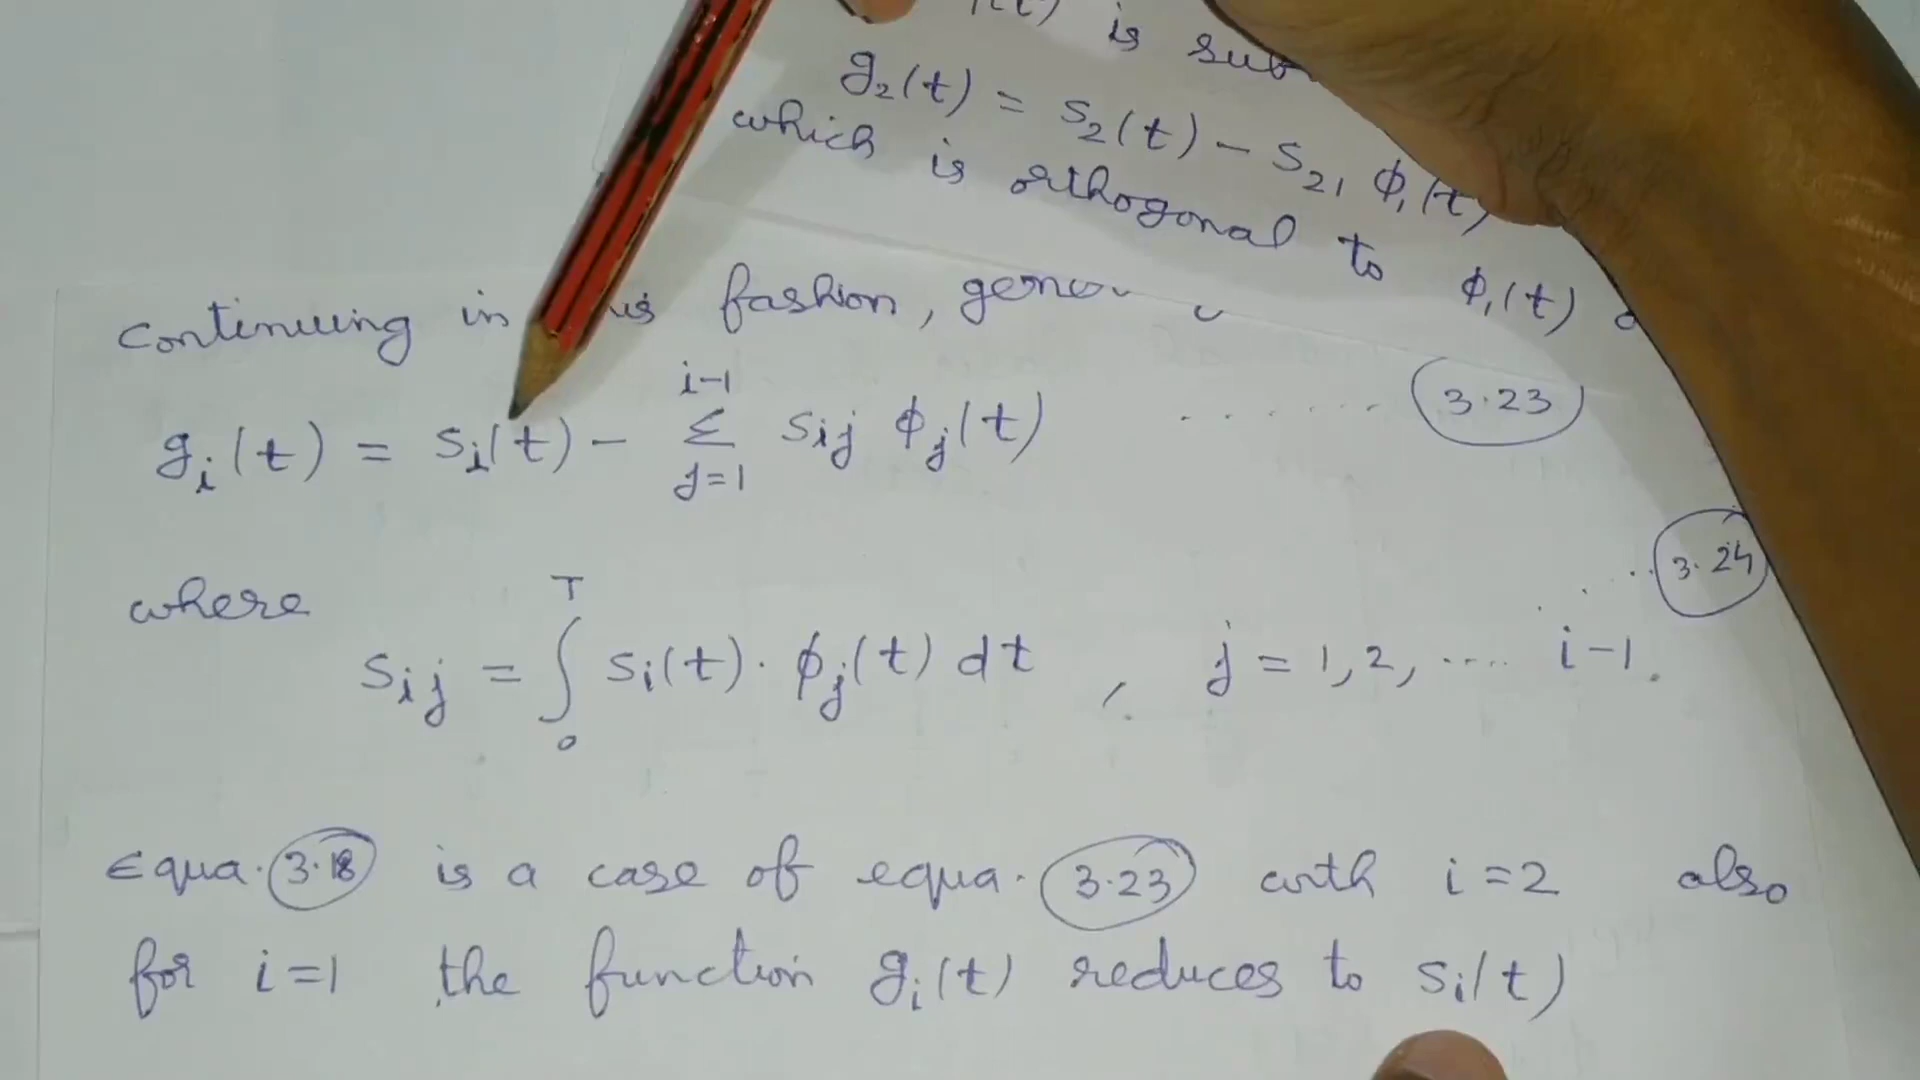 is
g₂(t) = s₂(t) - s₂₁ ϕ₁(t)
which is orthogonal to ϕ₁(t)
continuing in fashion,
gᵢ(t) = sᵢ(t) - Σ_{j=1}^{i-1} sᵢⱼ ϕⱼ(t) ....... 3.23
where ..... 3.24
sᵢⱼ = ∫₀ᵀ sᵢ(t) · ϕⱼ(t) dt , j = 1, 2, .... i-1.
Equa. 3.18 is a case of equa. 3.23 with i = 2 also
for i = 1 the function gᵢ(t) reduces to sᵢ(t)